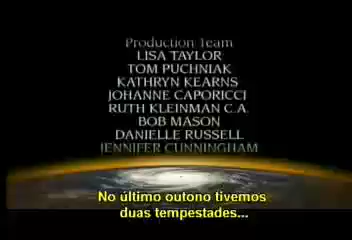 Production Team
LISA TAYLOR
TOM PUCHNIAK
KATHRYN KEARNS
JOHANNE CAPORICCI
RUTH KLEINMAN C.A.
BOB MASON
DANIELLE RUSSELL
JENNIFER CUNNINGHAM
No último outono tivemos
duas tempestades...